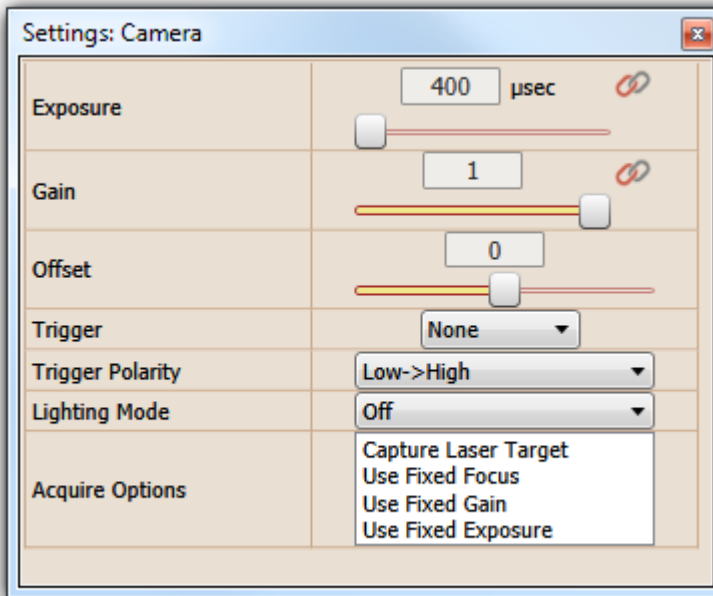 Settings: Camera
Exposure
400 µsec
Gain
1
Offset
0
Trigger
None
Trigger Polarity
Low->High
Lighting Mode
Off
Acquire Options
Capture Laser Target
Use Fixed Focus
Use Fixed Gain
Use Fixed Exposure